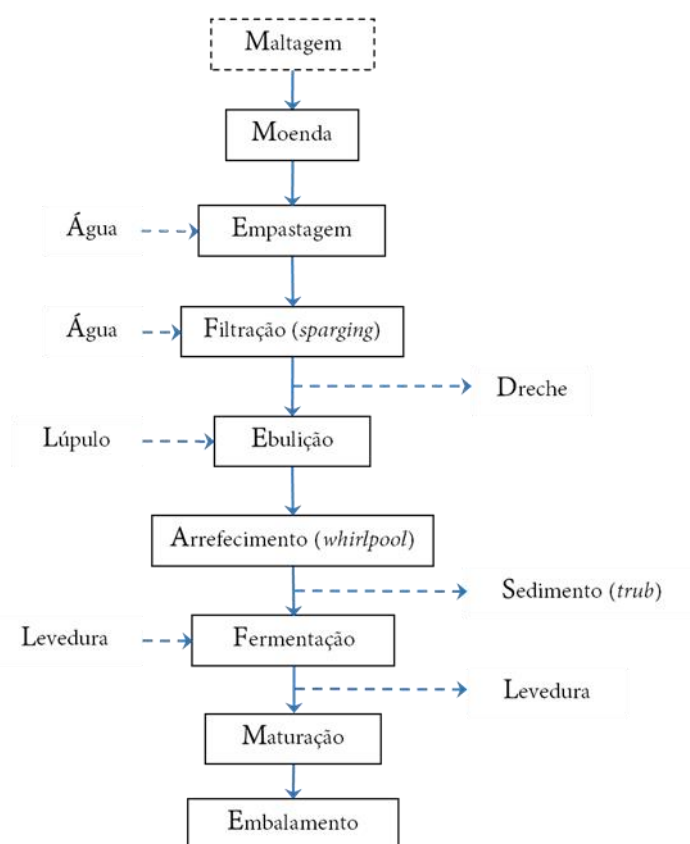 Maltagem
Moenda
Água
Empastagem
Água
Filtração (sparging)
Dreche
Lúpulo
Ebulição
Arrefecimento (whirlpool)
Sedimento (trub)
Levedura
Fermentação
Levedura
Maturação
Embalamento